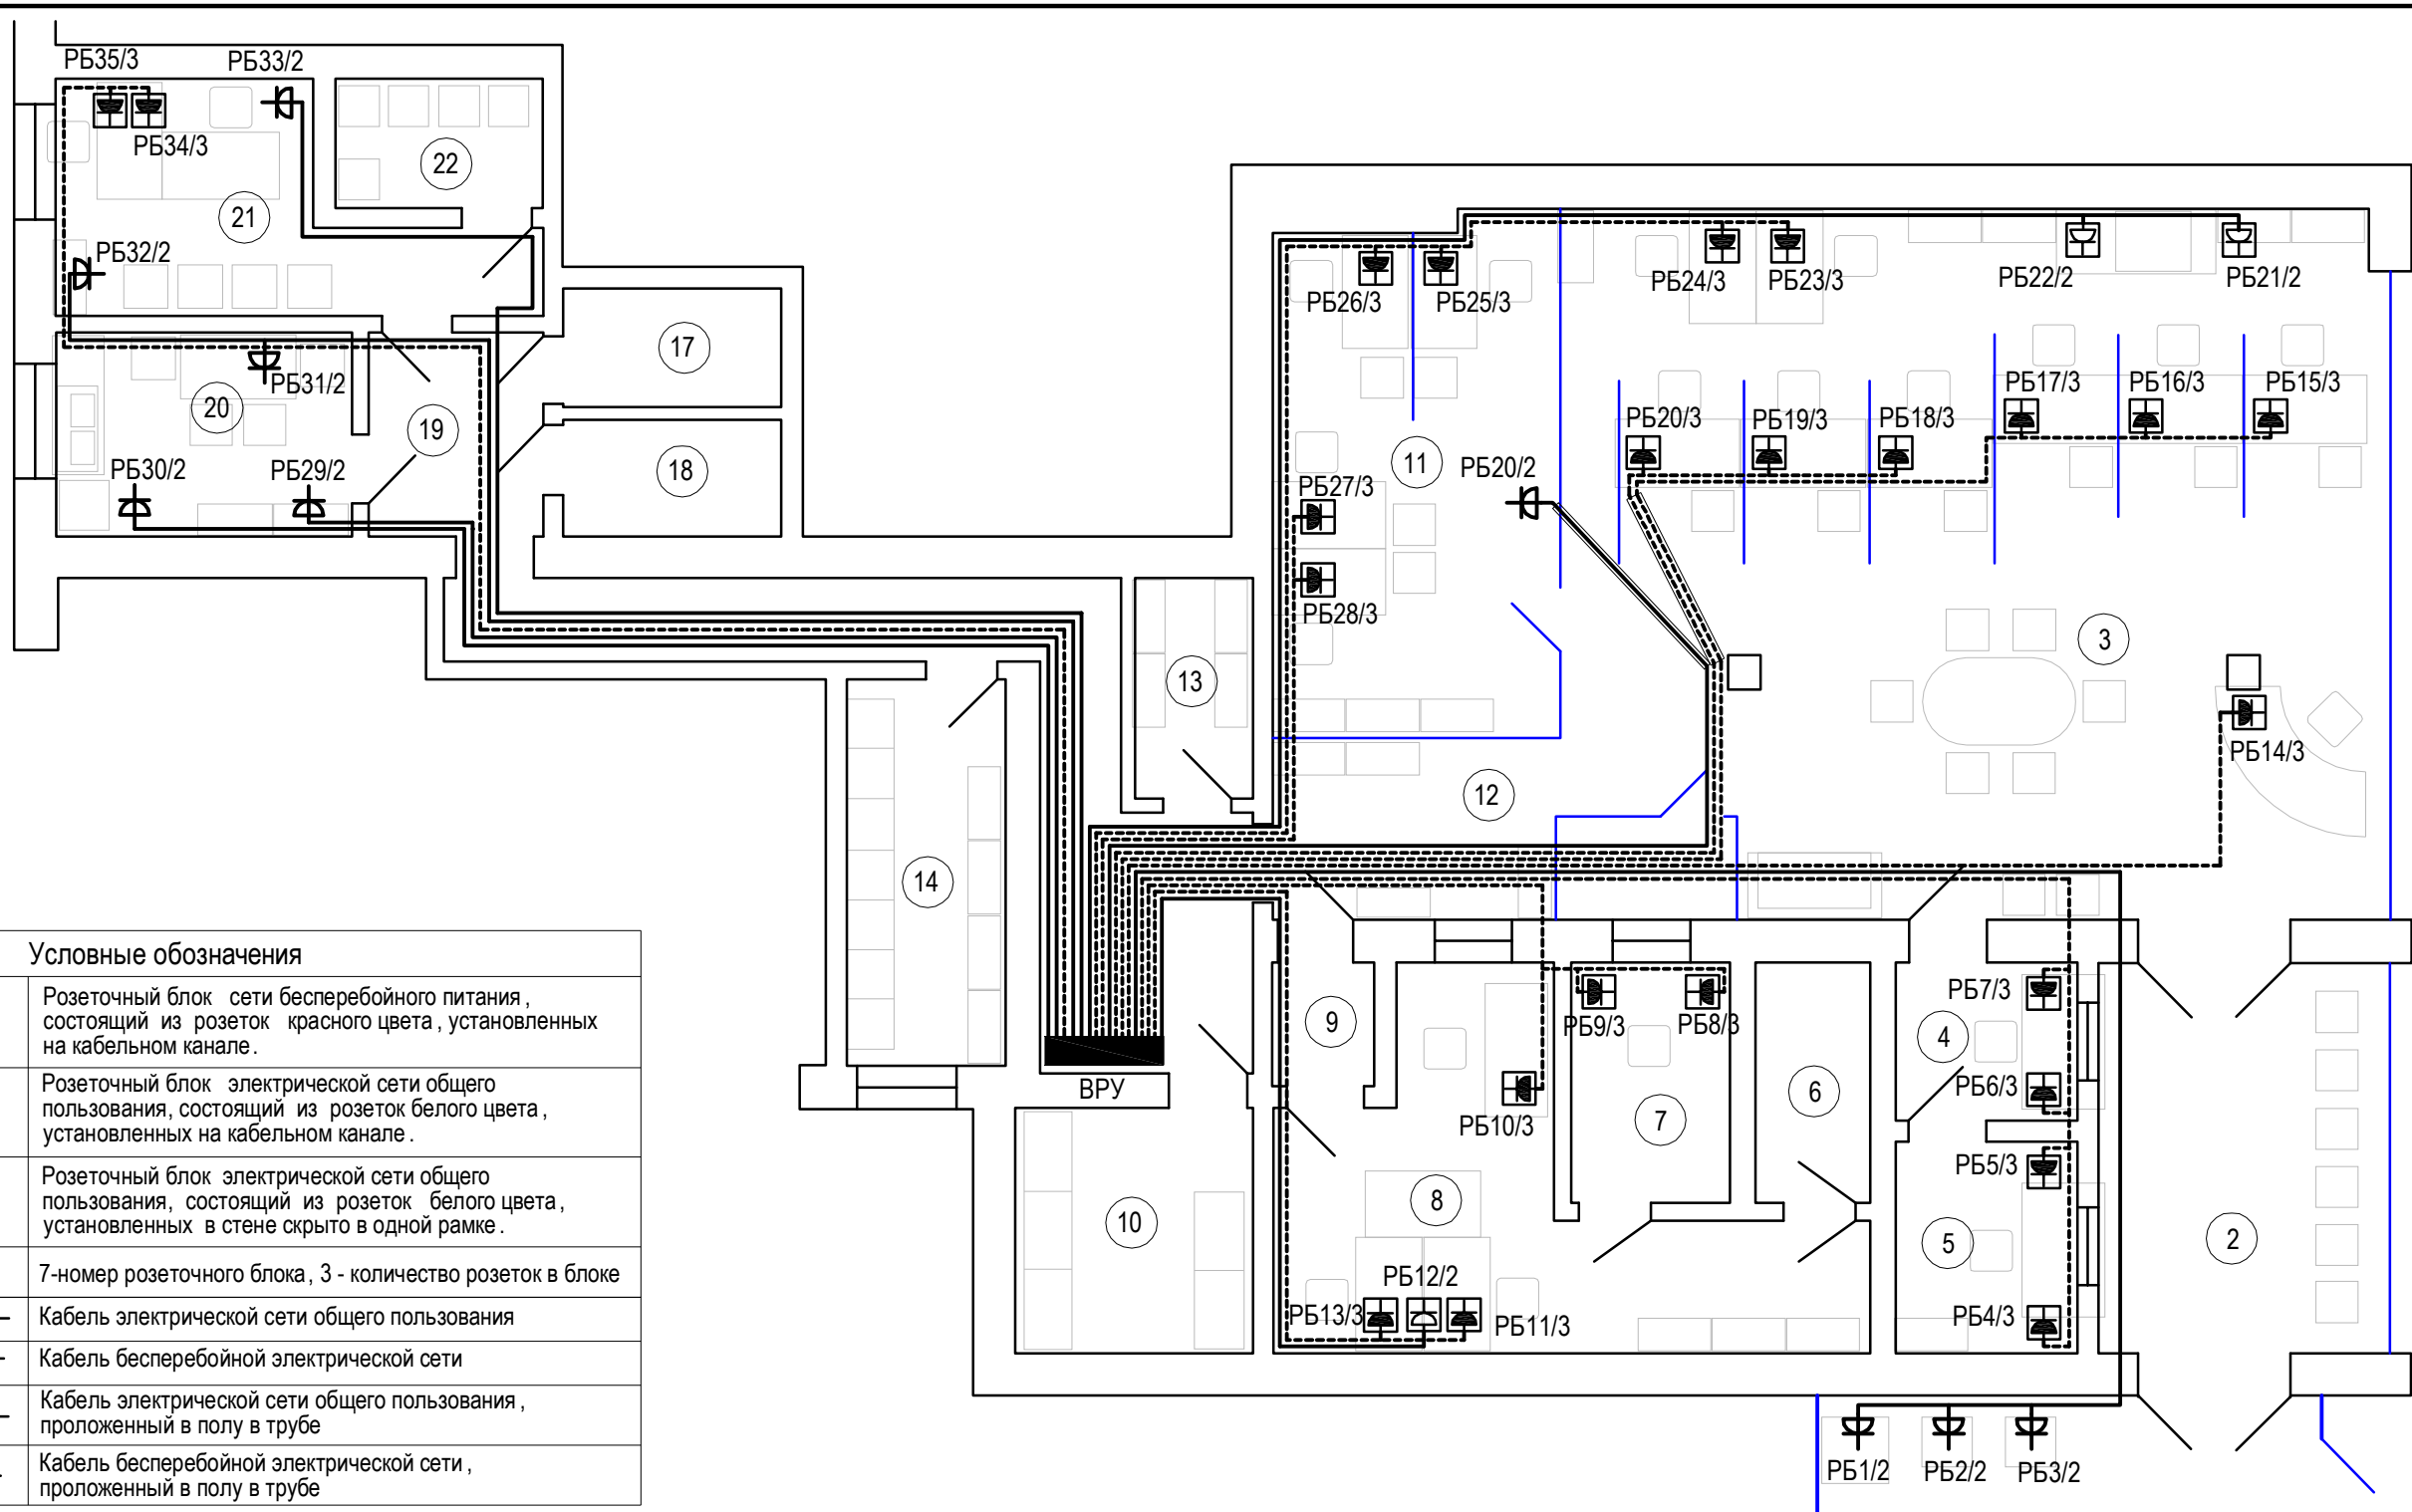 РБ35/3
РБ33/2
РБ34/3
22
21
РБ32/2
РБ26/3
РБ25/3
РБ24/3
РБ23/3
РБ22/2
РБ21/2
17
РБ31/2
20
19
РБ30/2
РБ29/2
18
РБ17/3
РБ16/3
РБ15/3
РБ20/3
РБ19/3
РБ18/3
11
РБ20/2
РБ27/3
РБ28/3
3
13
РБ14/3
12
14
9
РБ9/3
РБ8/3
РБ7/3
4
РБ6/3
ВРУ
РБ10/3
7
6
РБ5/3
10
8
5
2
РБ12/2
РБ13/3
РБ11/3
РБ4/3
РБ1/2
РБ2/2
РБ3/2
Условные обозначения
Розеточный блок сети бесперебойного питания,
состоящий из розеток красного цвета, установленных
на кабельном канале.
Розеточный блок электрической сети общего
пользования, состоящий из розеток белого цвета,
установленных на кабельном канале.
Розеточный блок электрической сети общего
пользования, состоящий из розеток белого цвета,
установленных в стене скрыто в одной рамке.
7-номер розеточного блока, 3 - количество розеток в блоке
Кабель электрической сети общего пользования
Кабель бесперебойной электрической сети
Кабель электрической сети общего пользования,
проложенный в полу в трубе
Кабель бесперебойной электрической сети,
проложенный в полу в трубе